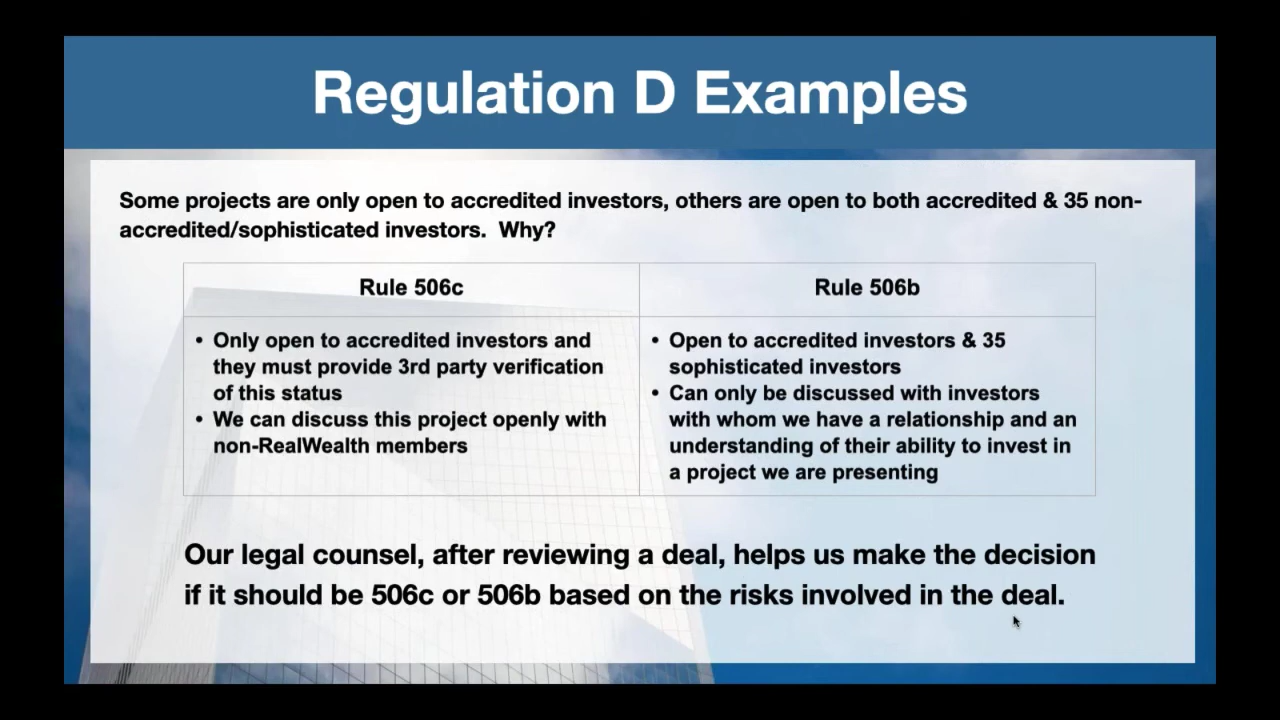 Regulation D Examples
Some projects are only open to accredited investors, others are open to both accredited & 35 non-
accredited/sophisticated investors.  Why?
Rule 506c
• Only open to accredited investors and
they must provide 3rd party verification
of this status
• We can discuss this project openly with
non-RealWealth members
Rule 506b
• Open to accredited investors & 35
sophisticated investors
• Can only be discussed with investors
with whom we have a relationship and an
understanding of their ability to invest in
a project we are presenting
Our legal counsel, after reviewing a deal, helps us make the decision
if it should be 506c or 506b based on the risks involved in the deal.